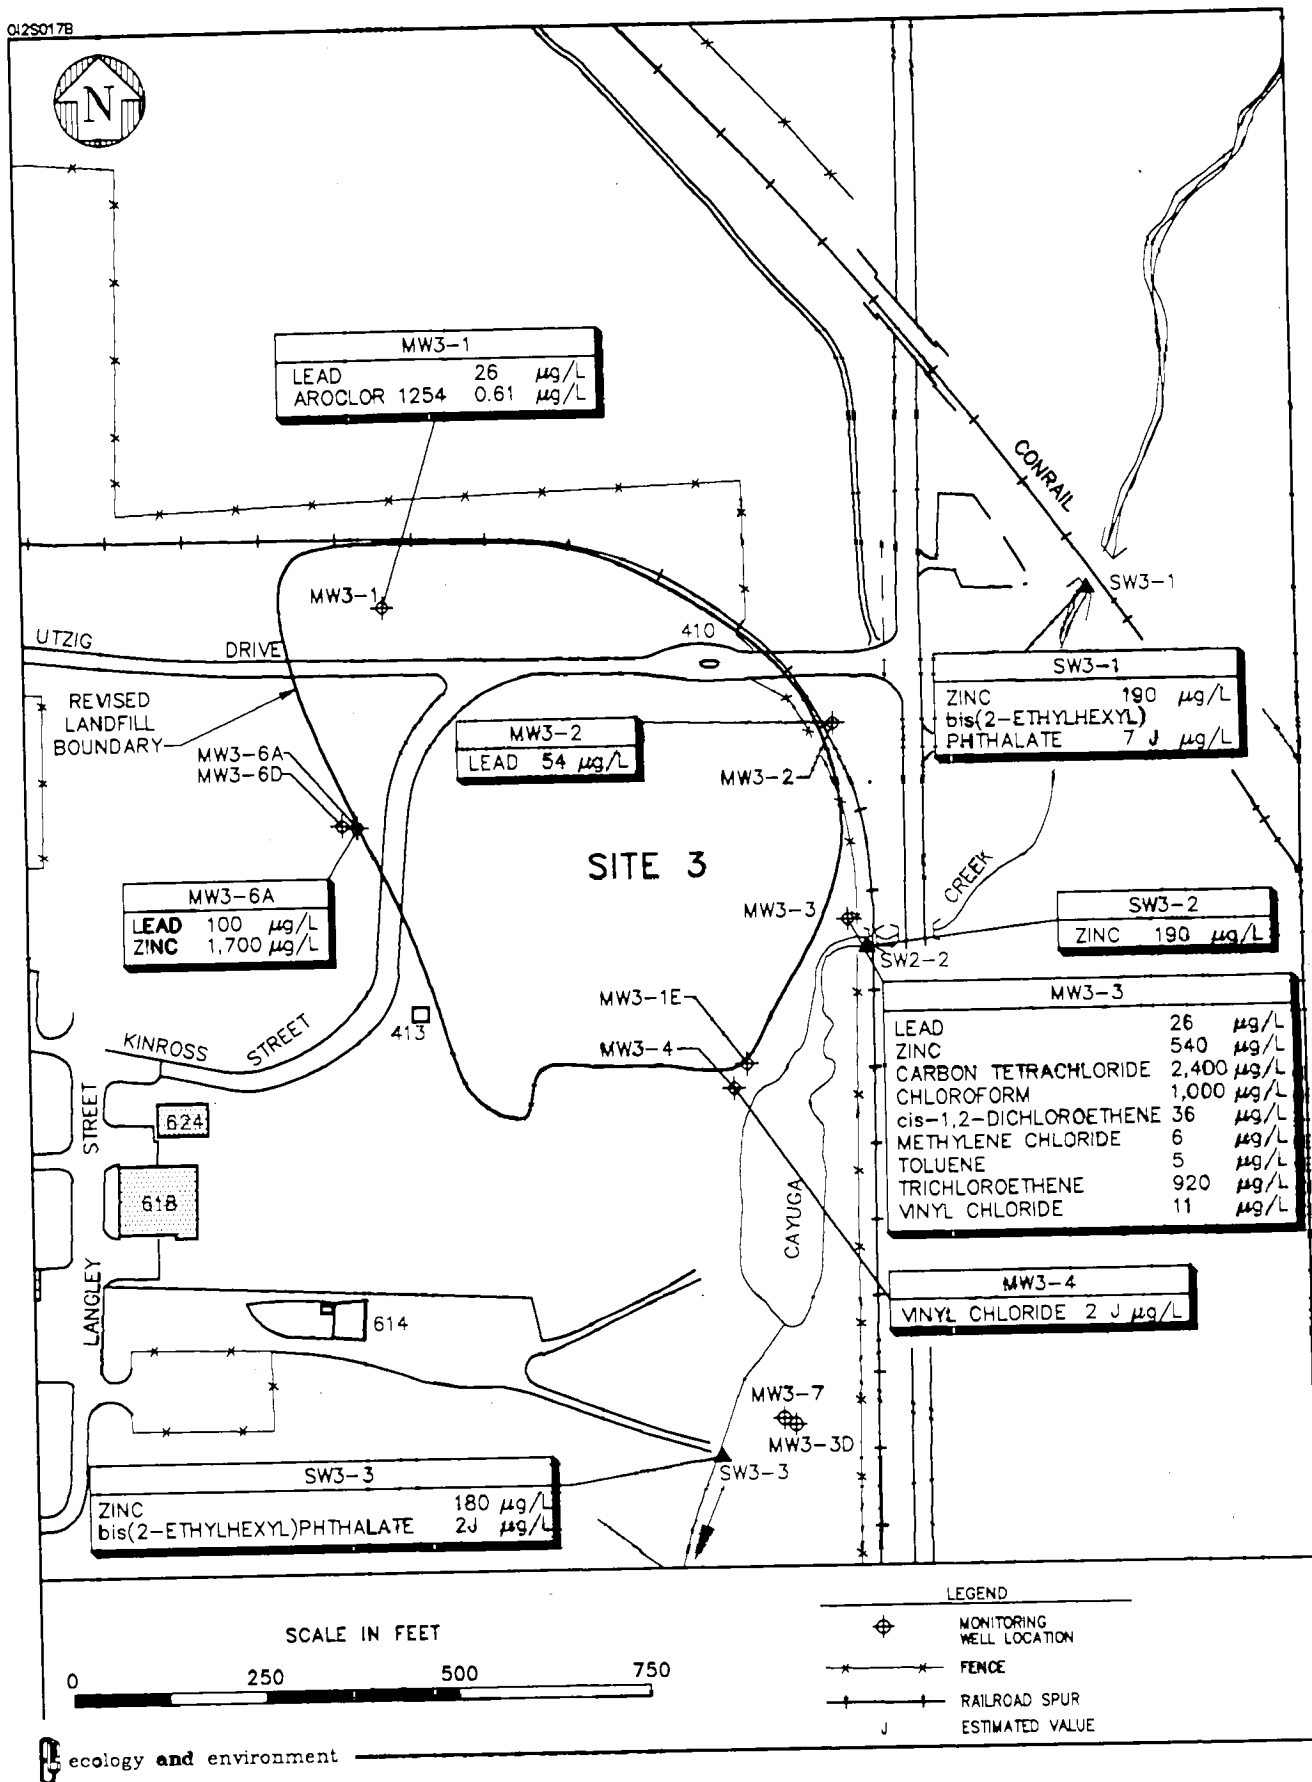 012S017B
N
MW3-1
LEAD 26 µg/L
AROCLOR 1254 0.61 µg/L
CONRAIL
MW3-1
SW3-1
UTZIG DRIVE
410
SW3-1
ZINC 190 µg/L
bis(2-ETHYLHEXYL)
PHTHALATE 7 J µg/L
REVISED
LANDFILL
BOUNDARY
MW3-2
LEAD 54 µg/L
MW3-6A
MW3-6D
MW3-2
SITE 3
CREEK
MW3-6A
LEAD 100 µg/L
ZINC 1,700 µg/L
MW3-3
SW3-2
ZINC 190 µg/L
SW2-2
MW3-3
LEAD 26 µg/L
ZINC 540 µg/L
CARBON TETRACHLORIDE 2,400 µg/L
CHLOROFORM 1,000 µg/L
cis-1,2-DICHLOROETHENE 36 µg/L
METHYLENE CHLORIDE 6 µg/L
TOLUENE 5 µg/L
TRICHLOROETHENE 920 µg/L
VINYL CHLORIDE 11 µg/L
MW3-1E
MW3-4
413
KINROSS STREET
STREET
624
618
CAYUGA
LANGLEY
614
MW3-4
VINYL CHLORIDE 2 J µg/L
MW3-7
MW3-3D
SW3-3
SW3-3
ZINC 180 µg/L
bis(2-ETHYLHEXYL)PHTHALATE 2J µg/L
LEGEND
MONITORING
WELL LOCATION
FENCE
RAILROAD SPUR
J ESTIMATED VALUE
SCALE IN FEET
0 250 500 750
ecology and environment